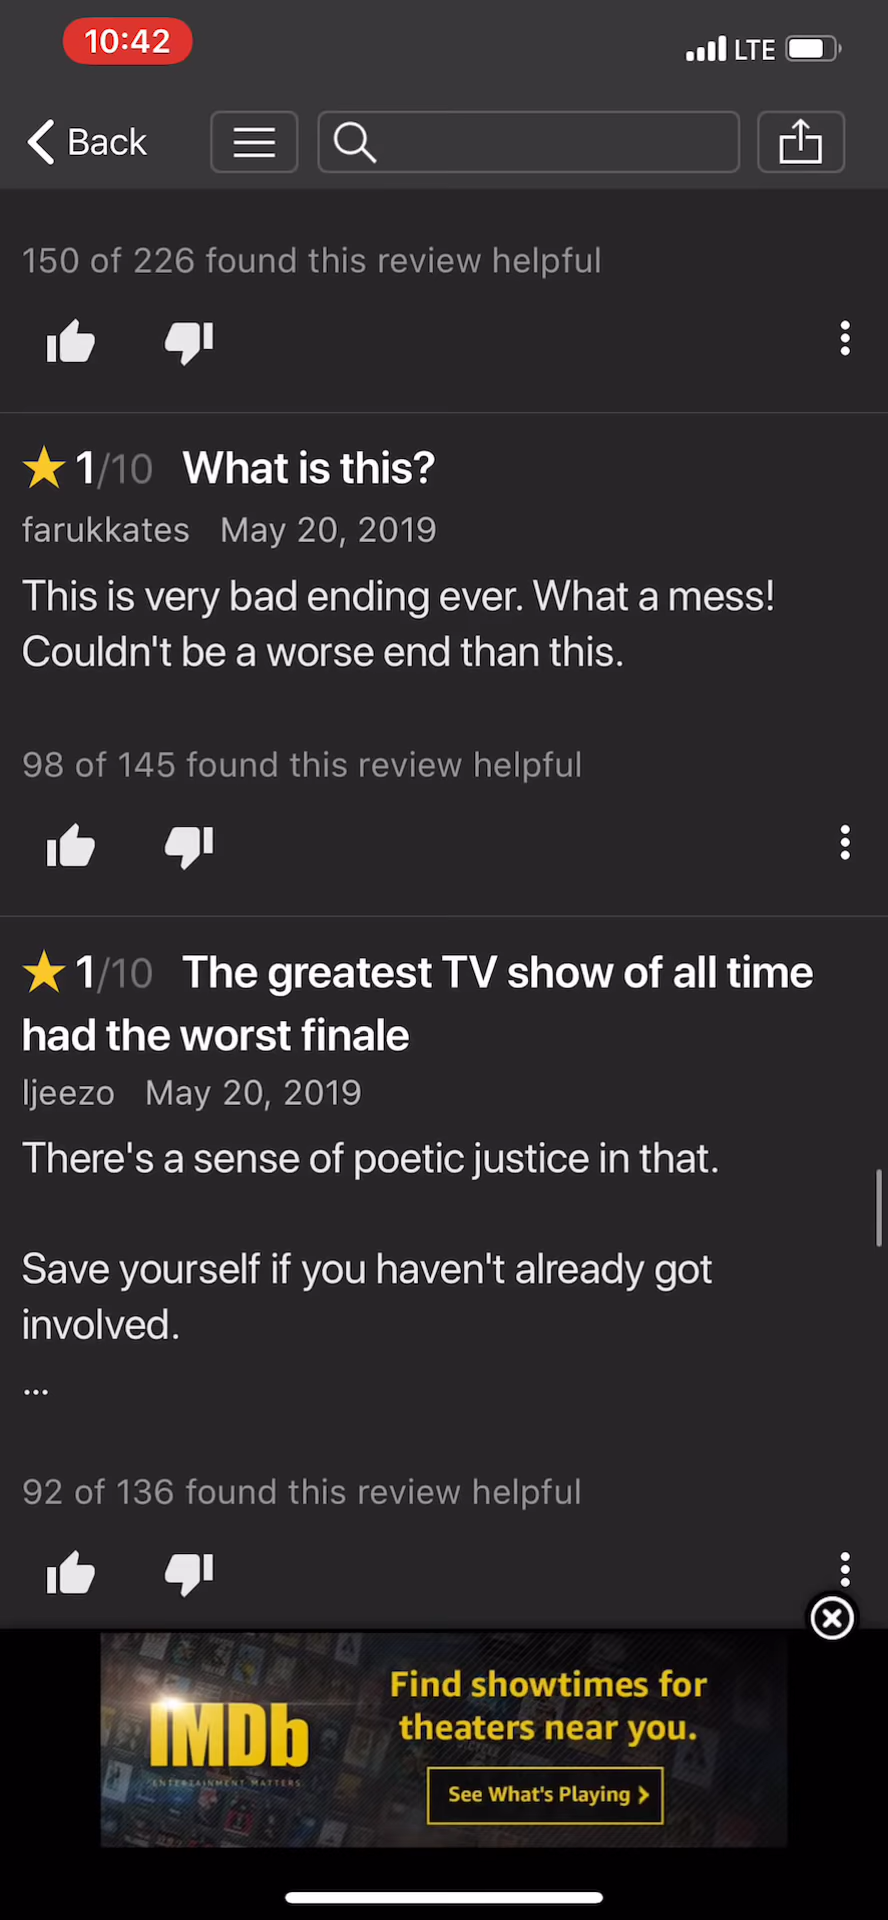 10:42
LTE
Back
150 of 226 found this review helpful
1/10 What is this?
farukkates May 20, 2019
This is very bad ending ever. What a mess!
Couldn't be a worse end than this.
98 of 145 found this review helpful
1/10 The greatest TV show of all time
had the worst finale
ljeezo May 20, 2019
There's a sense of poetic justice in that.
Save yourself if you haven't already got
involved.
...
92 of 136 found this review helpful
IMDb
ENTERTAINMENT MATTERS
Find showtimes for
theaters near you.
See What's Playing >